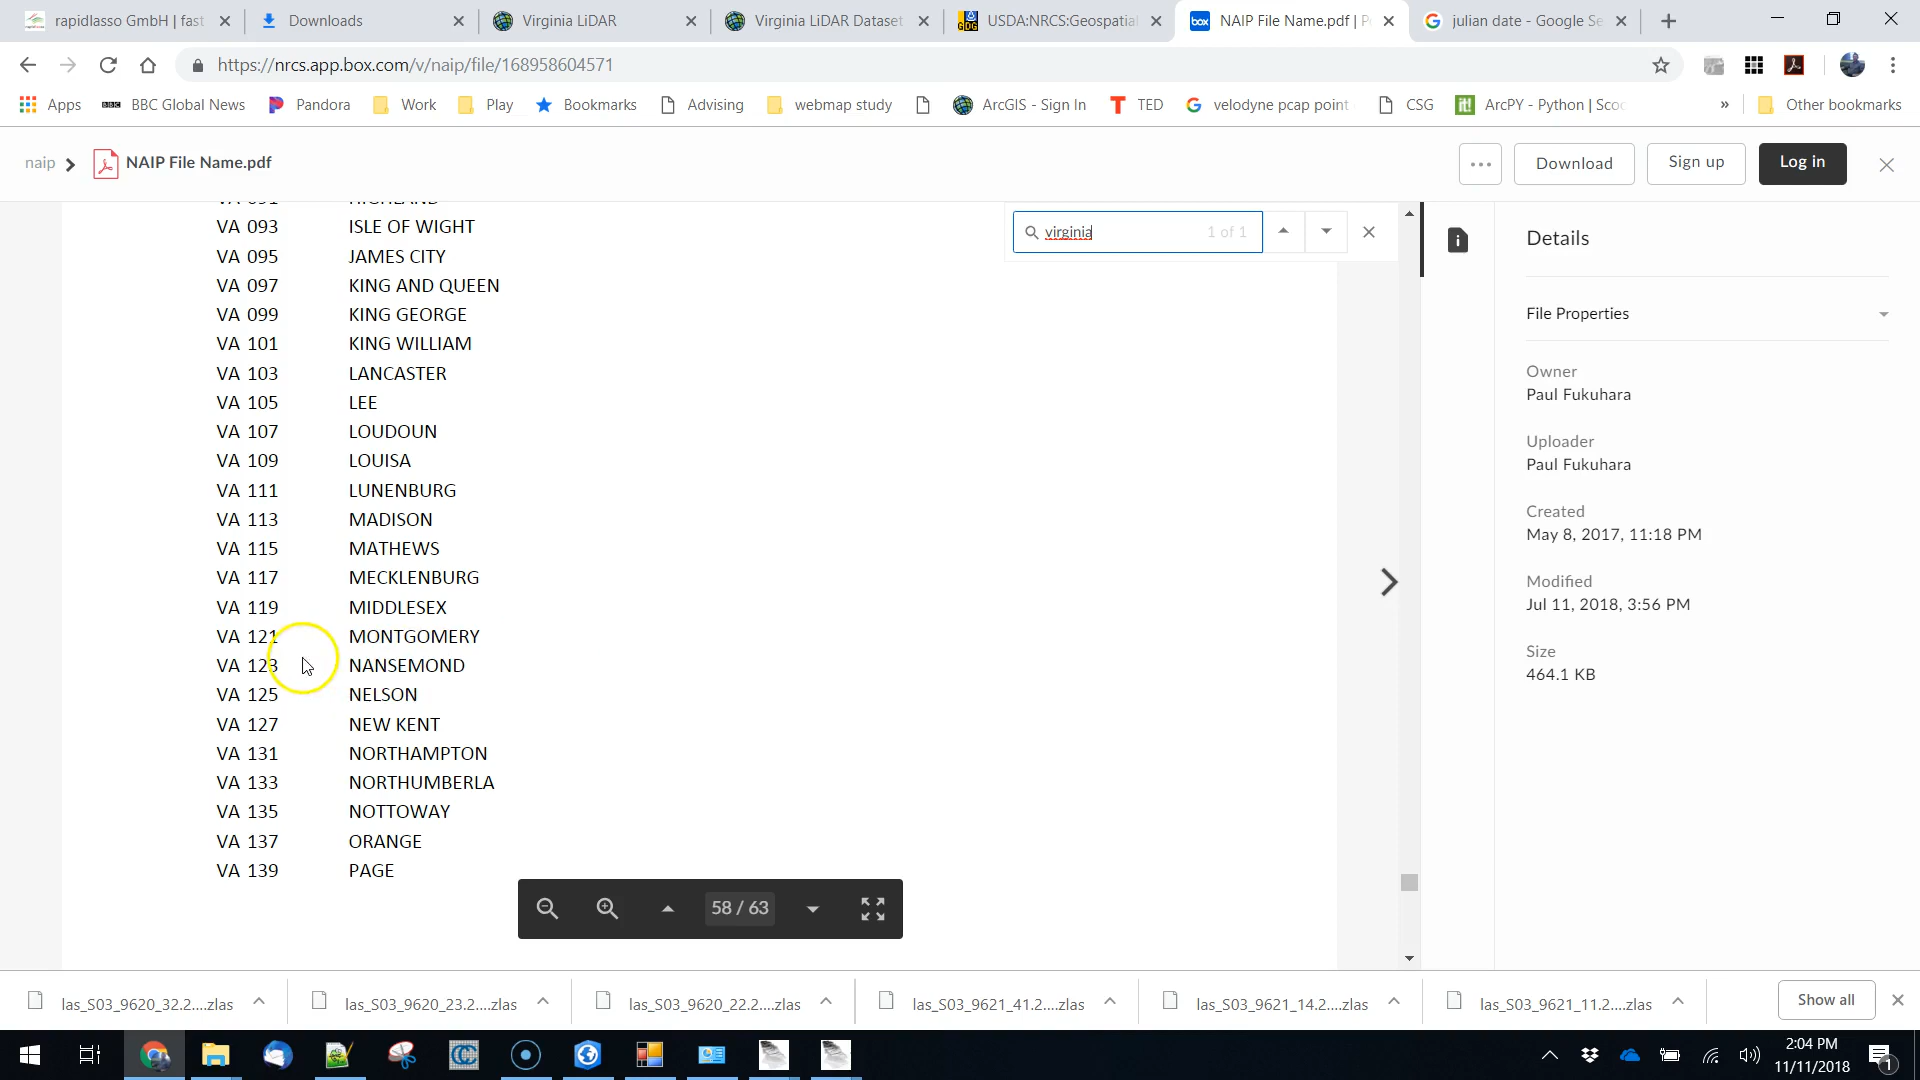 rapidlasso GmbH | fast
Downloads
Virginia LiDAR
Virginia LiDAR Dataset
USDA:NRCS:Geospatial
NAIP File Name.pdf | P
julian date - Google Se
https://nrcs.app.box.com/v/naip/file/168958604571
Apps
BBC Global News
Pandora
Work
Play
Bookmarks
Advising
webmap study
ArcGIS - Sign In
TED
velodyne pcap point
CSG
ArcPY - Python | Scoo
»
Other bookmarks
naip
NAIP File Name.pdf
Download
Sign up
Log in
virginia
1 of 1
VA 091 HIGHLAND
VA 093 ISLE OF WIGHT
VA 095 JAMES CITY
VA 097 KING AND QUEEN
VA 099 KING GEORGE
VA 101 KING WILLIAM
VA 103 LANCASTER
VA 105 LEE
VA 107 LOUDOUN
VA 109 LOUISA
VA 111 LUNENBURG
VA 113 MADISON
VA 115 MATHEWS
VA 117 MECKLENBURG
VA 119 MIDDLESEX
VA 121 MONTGOMERY
VA 123 NANSEMOND
VA 125 NELSON
VA 127 NEW KENT
VA 131 NORTHAMPTON
VA 133 NORTHUMBERLA
VA 135 NOTTOWAY
VA 137 ORANGE
VA 139 PAGE
58 / 63
Details
File Properties
Owner
Paul Fukuhara
Uploader
Paul Fukuhara
Created
May 8, 2017, 11:18 PM
Modified
Jul 11, 2018, 3:56 PM
Size
464.1 KB
las_S03_9620_32.2....zlas
las_S03_9620_23.2....zlas
las_S03_9620_22.2....zlas
las_S03_9621_41.2....zlas
las_S03_9621_14.2....zlas
las_S03_9621_11.2....zlas
Show all
2:04 PM
11/11/2018
1